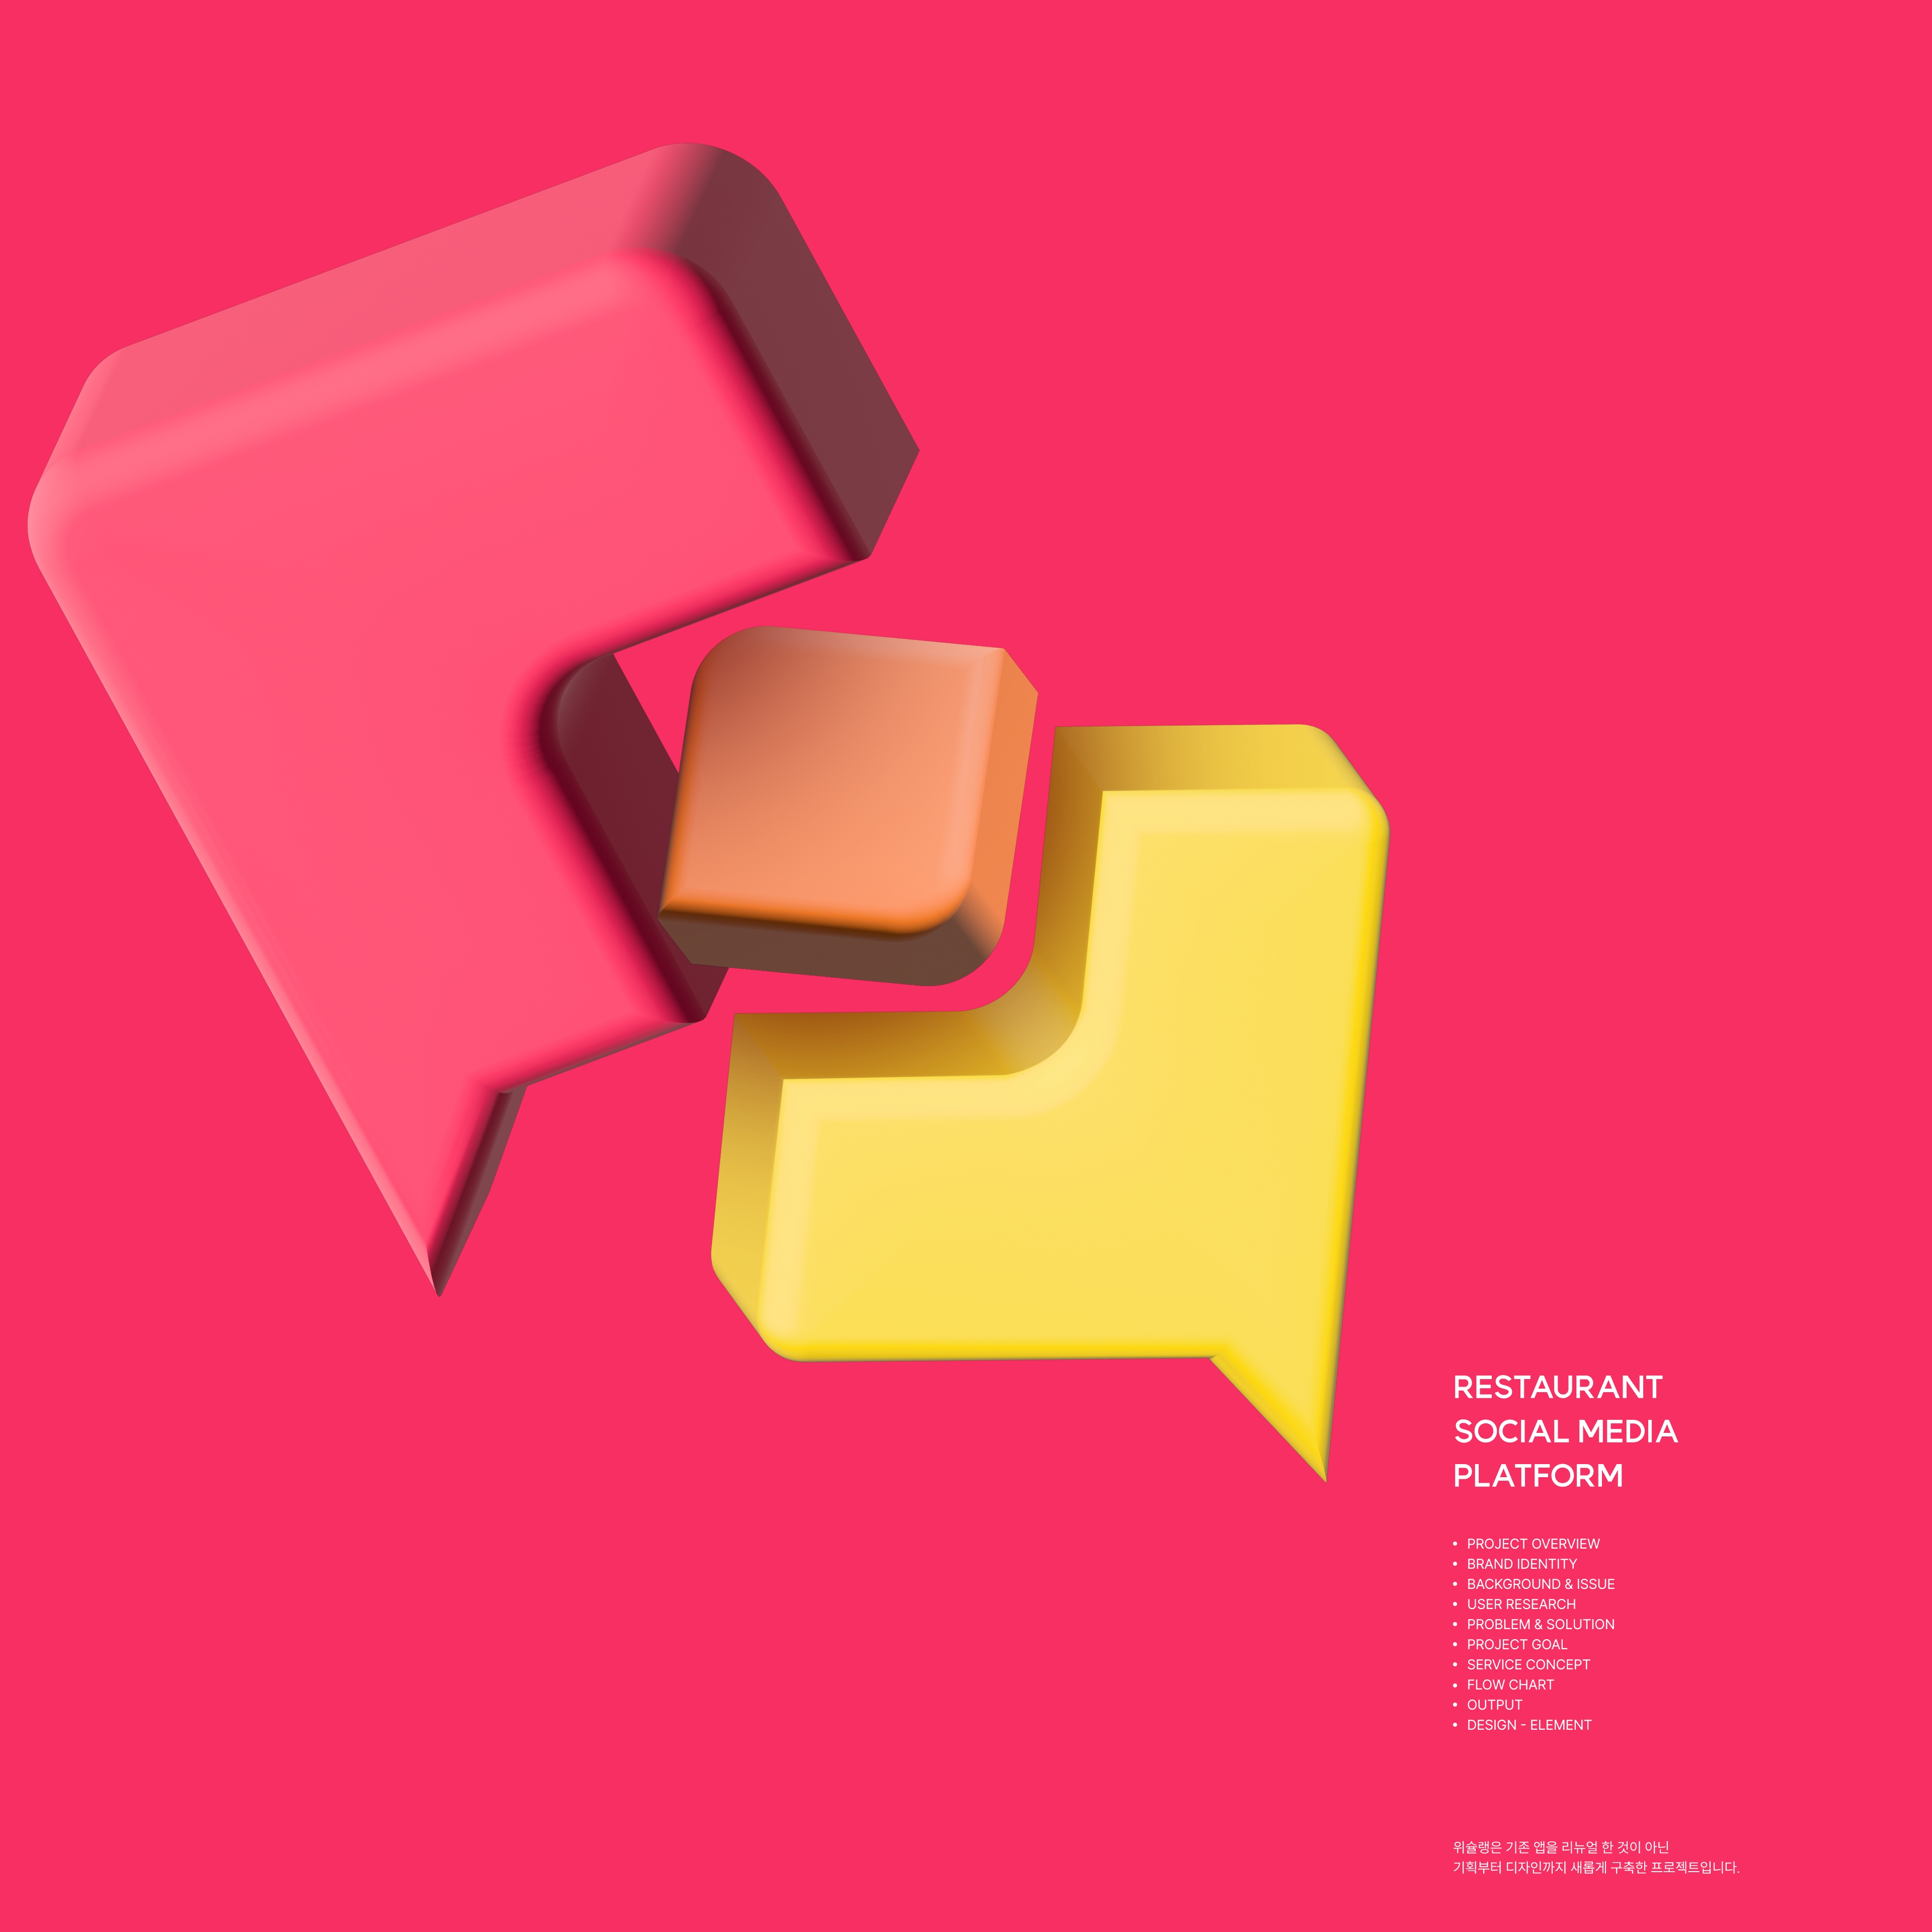 RESTAURANT
SOCIAL MEDIA
PLATFORM
• PROJECT OVERVIEW
• BRAND IDENTITY
• BACKGROUND & ISSUE
• USER RESEARCH
• PROBLEM & SOLUTION
• PROJECT GOAL
• SERVICE CONCEPT
• FLOW CHART
• OUTPUT
• DESIGN - ELEMENT
위슐랭은 기존 앱을 리뉴얼 한 것이 아닌
기획부터 디자인까지 새롭게 구축한 프로젝트입니다.